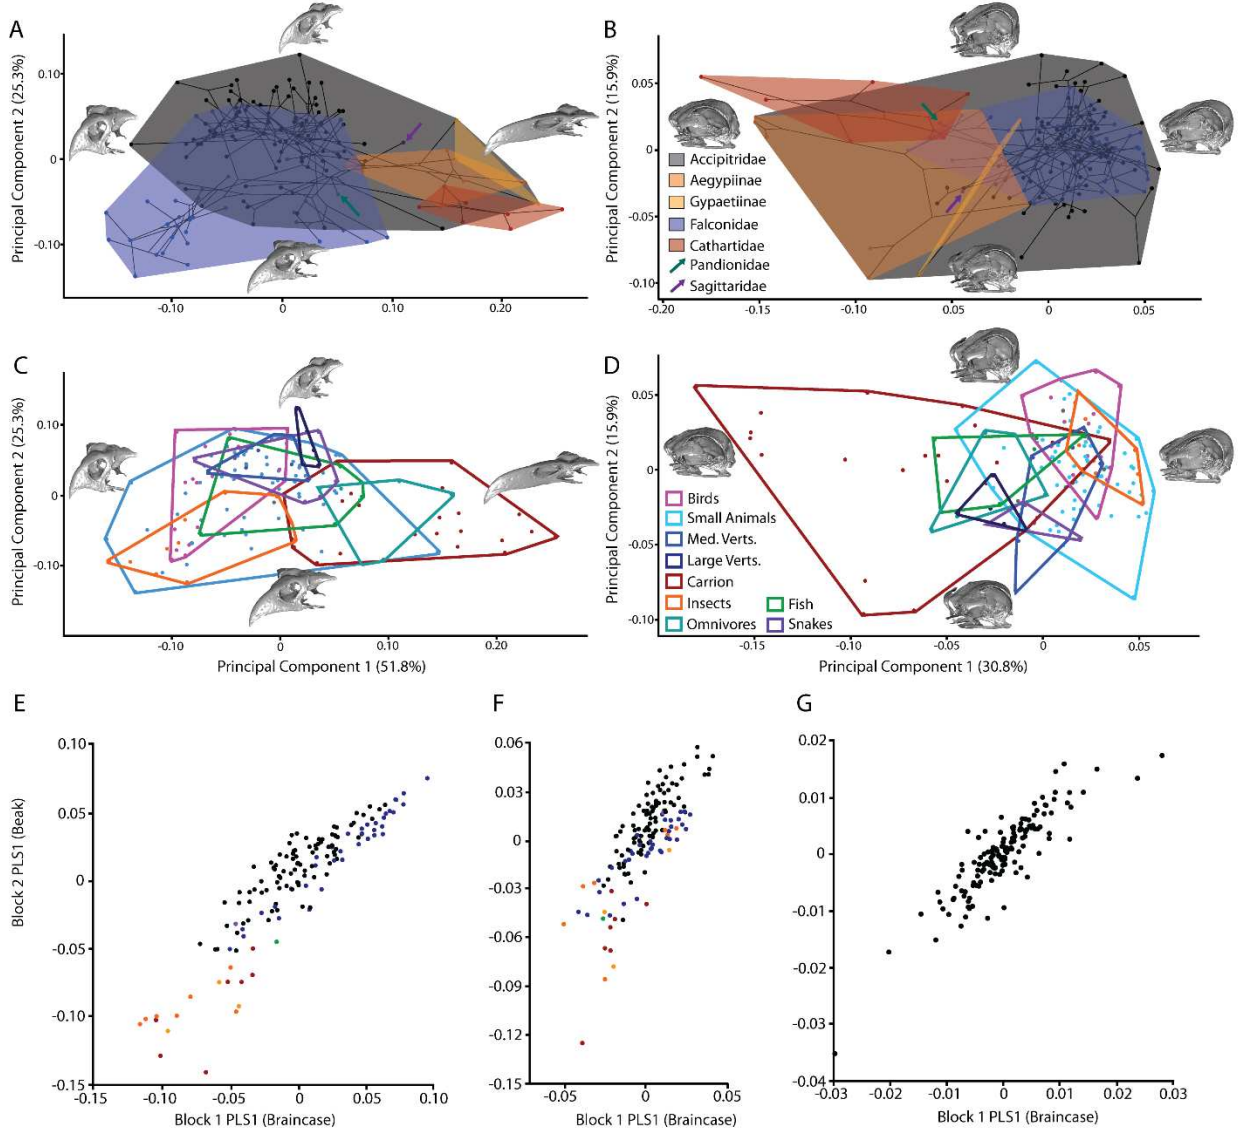 A
Principal Component 2 (25.3%)
0.10
0
-0.10
-0.10
0
0.10
0.20
B
Principal Component 2 (15.9%)
0.05
0
-0.05
-0.10
-0.20
-0.15
-0.10
0.05
0
0.05
Accipitridae
Aegypiinae
Gypaetiinae
Falconidae
Cathartidae
Pandionidae
Sagittaridae
C
Principal Component 2 (25.3%)
0.10
0
-0.10
-0.10
0
0.10
0.20
Principal Component 1 (51.8%)
D
Principal Component 2 (15.9%)
0.05
0
-0.05
-0.10
-0.15
-0.10
-0.05
0
0.05
Principal Component 1 (30.8%)
Birds
Small Animals
Med. Verts.
Large Verts.
Carrion
Insects
Fish
Omnivores
Snakes
E
Block 2 PLS1 (Beak)
0.10
0.05
0
-0.05
-0.10
-0.15
-0.15
-0.10
-0.05
0
0.05
0.10
Block 1 PLS1 (Braincase)
F
0.06
0.03
0
-0.03
-0.06
-0.09
-0.12
-0.15
-0.05
0
0.05
Block 1 PLS1 (Braincase)
G
0.02
0.01
0
-0.01
-0.02
-0.03
-0.04
-0.03
-0.02
-0.01
0
0.01
0.02
0.03
Block 1 PLS1 (Braincase)